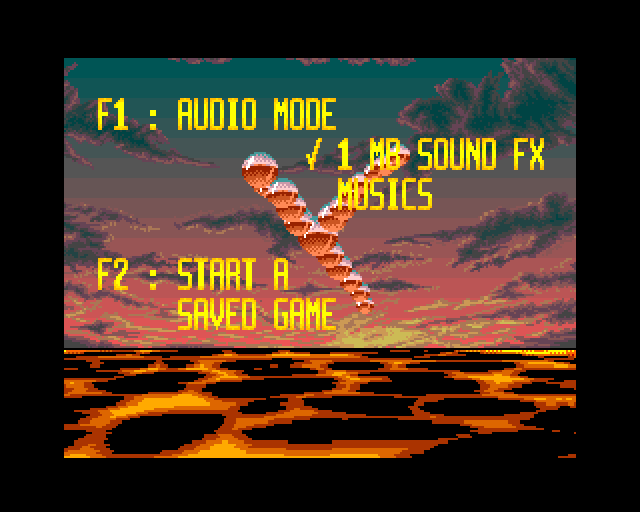 F1 : AUDIO MODE
√ 1 MB SOUND FX
MUSICS
F2 : START A
SAVED GAME